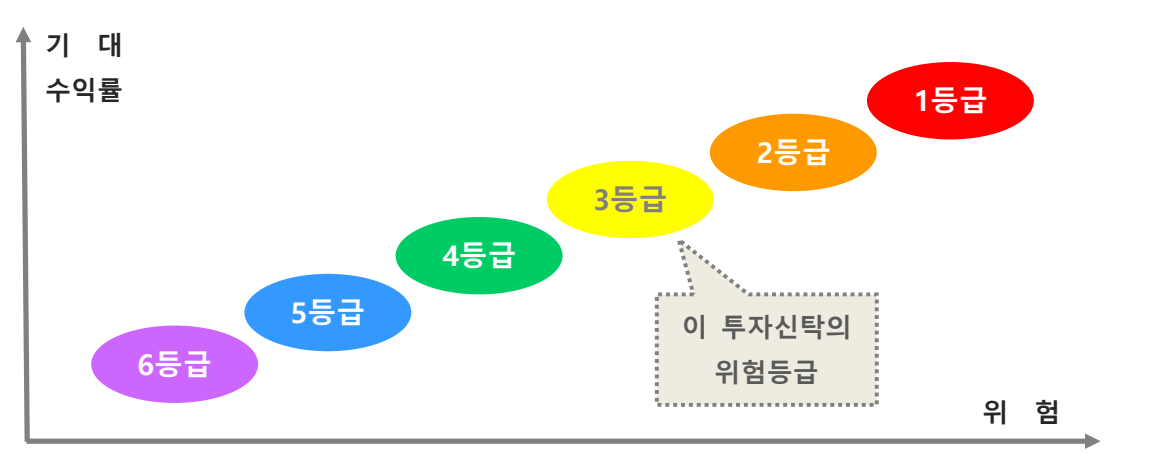 기 대
수익률
1등급
2등급
3등급
4등급
5등급
6등급
이 투자신탁의
위험등급
위 험